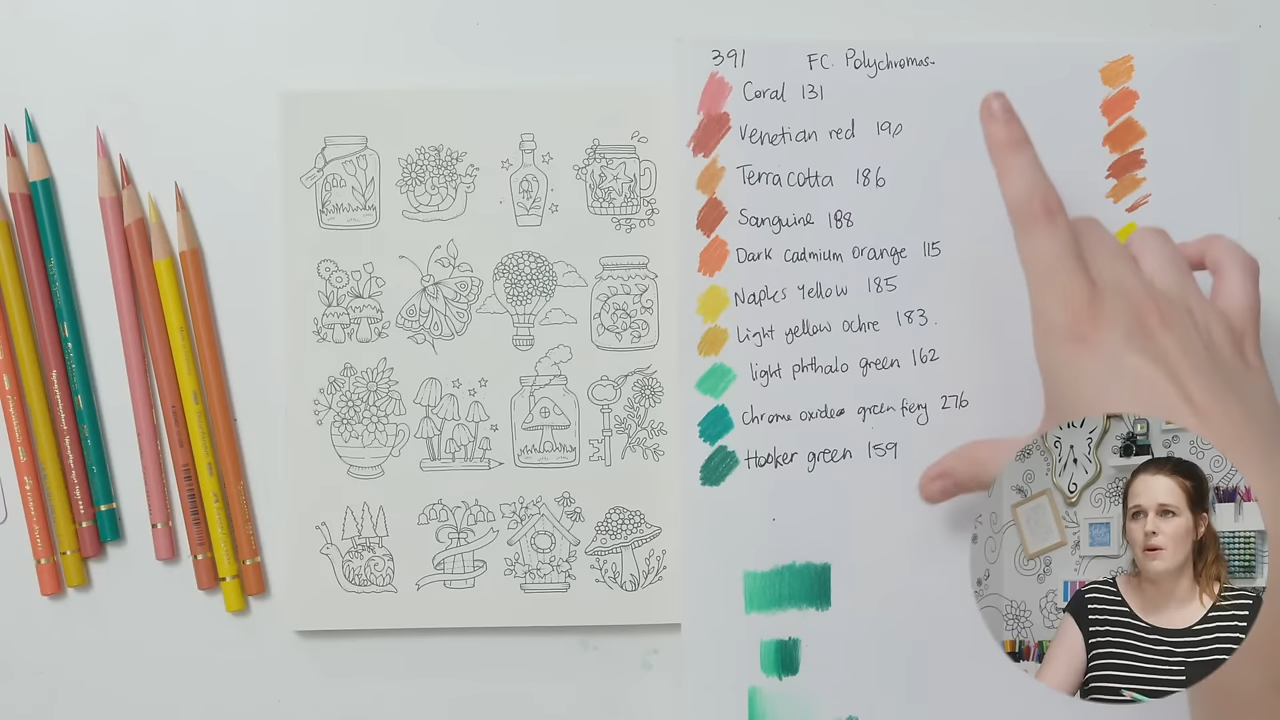 391 FC. Polychromas-
Coral 131
Venetian red 190
Terracotta 186
Sanguine 188
Dark cadmium orange 115
Naples Yellow 185
Light yellow ochre 183.
light phthalo green 162
chrome oxide green fiery 276
Hooker green 159